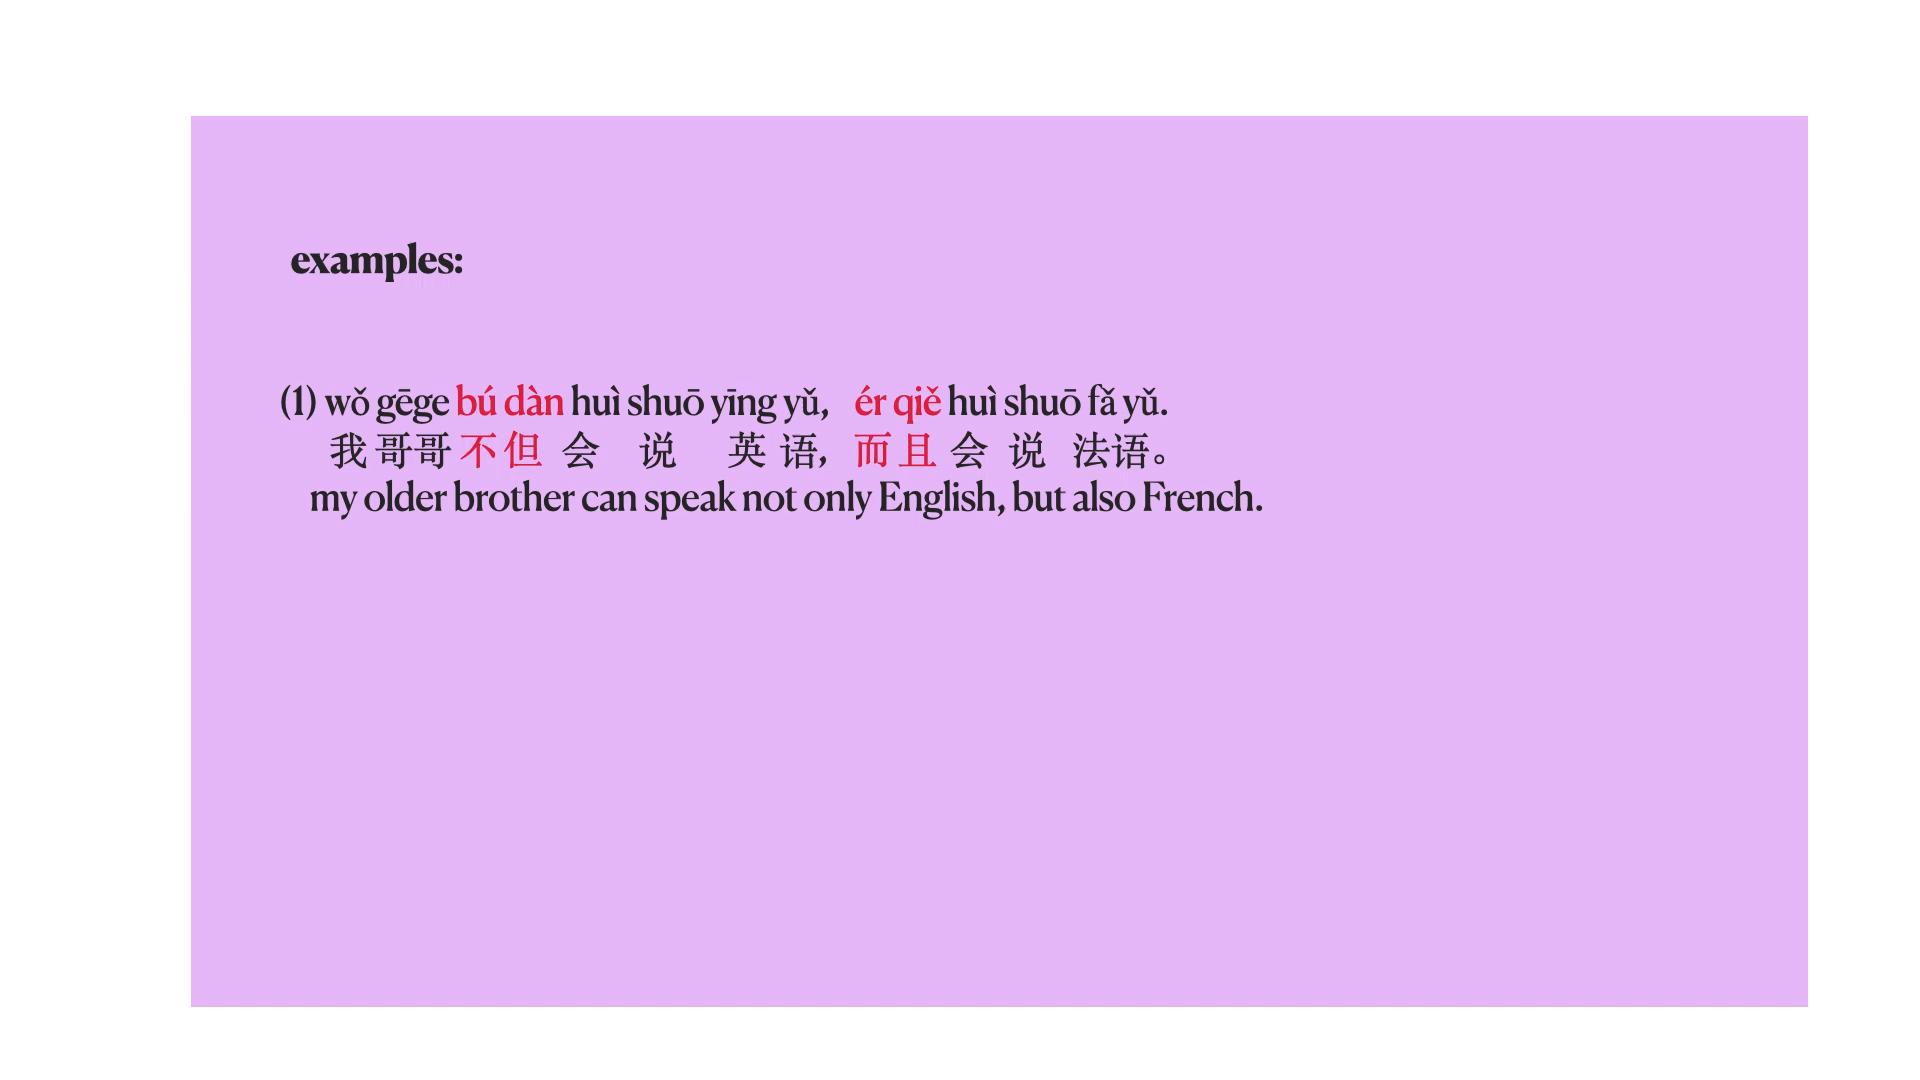 examples:
(1) wǒ gēge bú dàn huì shuō yīng yǔ, ér qiě huì shuō fǎ yǔ.
我 哥哥 不 但 会 说 英 语, 而 且 会 说 法语。
my older brother can speak not only English, but also French.